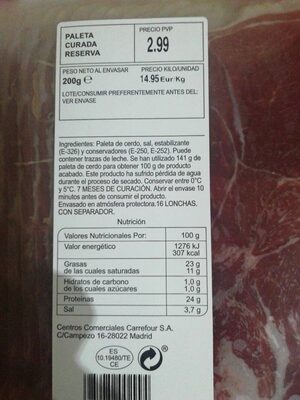 PALETA
CURADA
RESERVA
PRECIO PVP
2.99
PESO NETO AL ENVASAR
200g ℮
PRECIO KILO/UNIDAD
14.95 Eur/Kg
LOTE/CONSUMIR PREFERENTEMENTE ANTES DEL:
VER ENVASE
Ingredientes: Paleta de cerdo, sal, estabilizante
(E-326) y conservadores (E-250, E-252). Puede
contener trazas de leche. Se han utilizado 141 g de
paleta de cerdo para obtener 100 g de producto
acabado. Este producto ha sufrido pérdida de agua
durante el proceso de secado. Conservar entre 0°C
y 5°C. 7 MESES DE CURACIÓN. Abrir el envase 10
minutos antes de consumir el producto.
Envasado en atmósfera protectora.16 LONCHAS.
CON SEPARADOR.
Nutrición
Valores Nutricionales Por: 100 g
Valor energético 1276 kJ
307 kcal
Grasas 23 g
de las cuales saturadas 11 g
Hidratos de carbono 1,0 g
de los cuales azúcares 1,0 g
Proteínas 24 g
Sal 3,7 g
Centros Comerciales Carrefour S.A.
C/Campezo 16-28022 Madrid
ES
10.19480/TE
CE